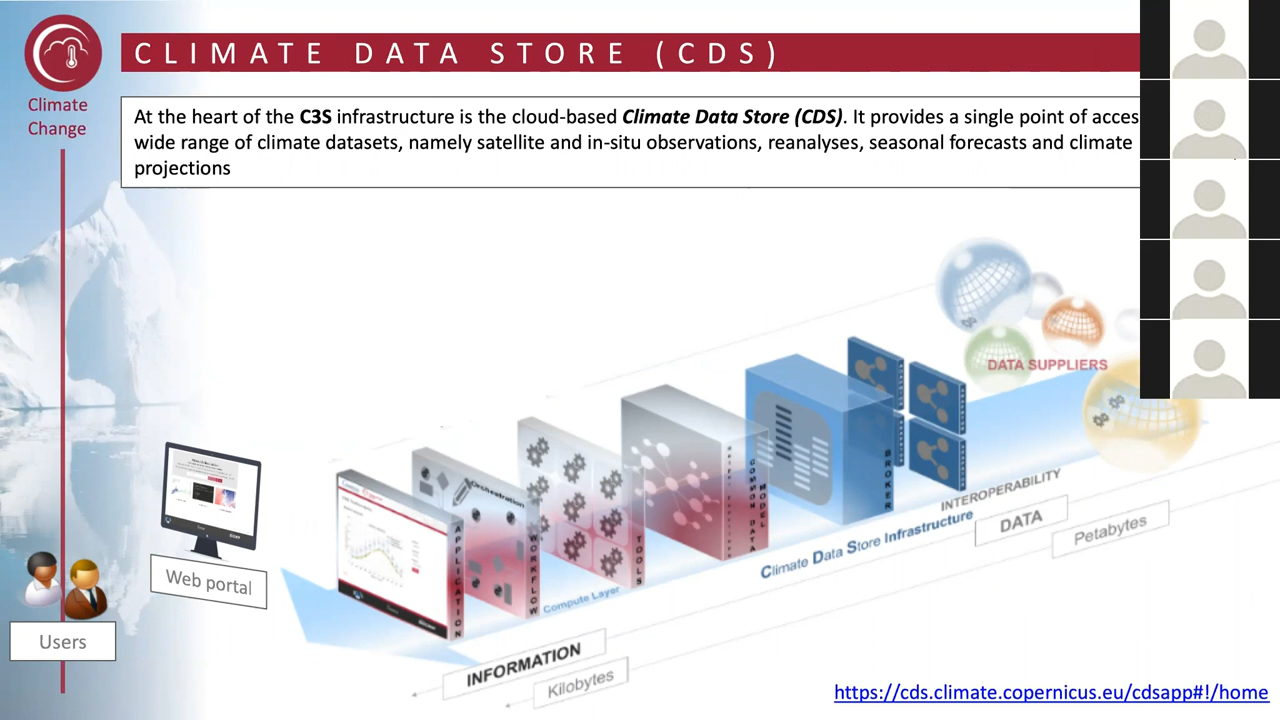 CLIMATE DATA STORE (CDS)
Climate
Change
At the heart of the C3S infrastructure is the cloud-based Climate Data Store (CDS). It provides a single point of acces
wide range of climate datasets, namely satellite and in-situ observations, reanalyses, seasonal forecasts and climate
projections
DATA SUPPLIERS
BROKER
COMMON DATA
MODEL
TOOLS
Orchestration
WORKFLOW
APPLICATION
INTEROPERABILITY
DATA
Petabytes
Climate Data Store Infrastructure
Compute Layer
Web portal
Users
INFORMATION
Kilobytes
https://cds.climate.copernicus.eu/cdsapp#!/home